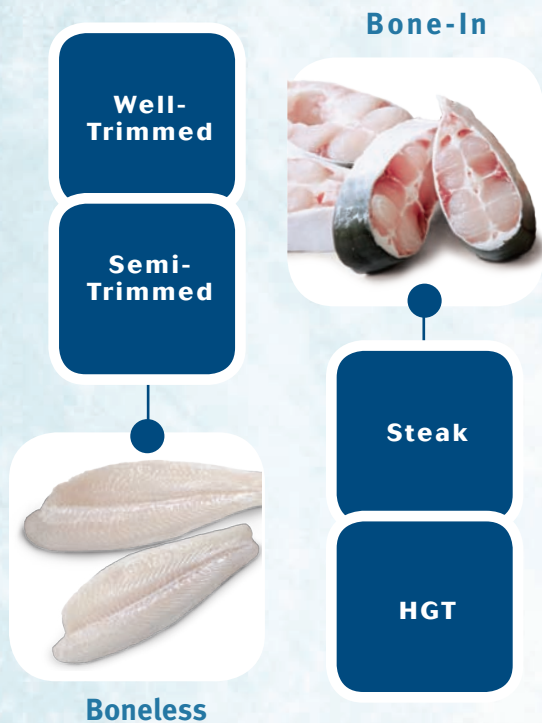 Bone-In
Well-
Trimmed
Semi-
Trimmed
Steak
HGT
Boneless